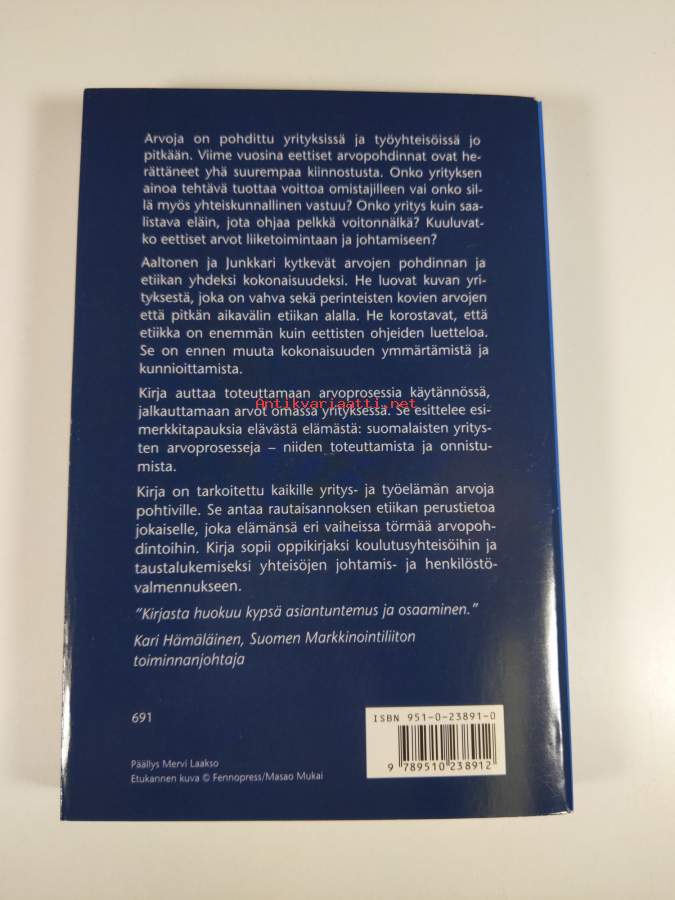 Arvoja on pohdittu yrityksissä ja työyhteisöissä jo
pitkään. Viime vuosina eettiset arvopohdinnat ovat he-
rättäneet yhä suurempaa kiinnostusta. Onko yrityksen
ainoa tehtävä tuottaa voittoa omistajilleen vai onko sil-
lä myös yhteiskunnallinen vastuu? Onko yritys kuin saa-
listava eläin, jota ohjaa pelkkä voitonnälkä? Kuuluvat-
ko eettiset arvot liiketoimintaan ja johtamiseen?
Aaltonen ja Junkkari kytkevät arvojen pohdinnan ja
etiikan yhdeksi kokonaisuudeksi. He luovat kuvan yri-
tyksestä, joka on vahva sekä perinteisten kovien arvojen
että pitkän aikavälin etiikan alalla. He korostavat, että
etiikka on enemmän kuin eettisten ohjeiden luetteloa.
Se on ennen muuta kokonaisuuden ymmärtämistä ja
kunnioittamista.
Kirja auttaa toteuttamaan arvoprosessia käytännössä,
Antikvariaatti.net
jalkauttamaan arvot omassa yrityksessä. Se esittelee esi-
merkkitapauksia elävästä elämästä: suomalaisten yritys-
ten arvoprosesseja – niiden toteuttamista ja onnistu-
mista.
Kirja on tarkoitettu kaikille yritys- ja työelämän arvoja
pohtiville. Se antaa rautaisannoksen etiikan perustietoa
jokaiselle, joka elämänsä eri vaiheissa törmää arvopoh-
dintoihin. Kirja sopii oppikirjaksi koulutusyhteisöihin ja
taustalukemiseksi yhteisöjen johtamis- ja henkilöstö-
valmennukseen.
"Kirjasta huokuu kypsä asiantuntemus ja osaaminen."
Kari Hämäläinen, Suomen Markkinointiliiton
toiminnanjohtaja
691
ISBN 951-0-23891-0
9 789510 238912
Päällys Mervi Laakso
Etukannen kuva © Fennopress/Masao Mukai